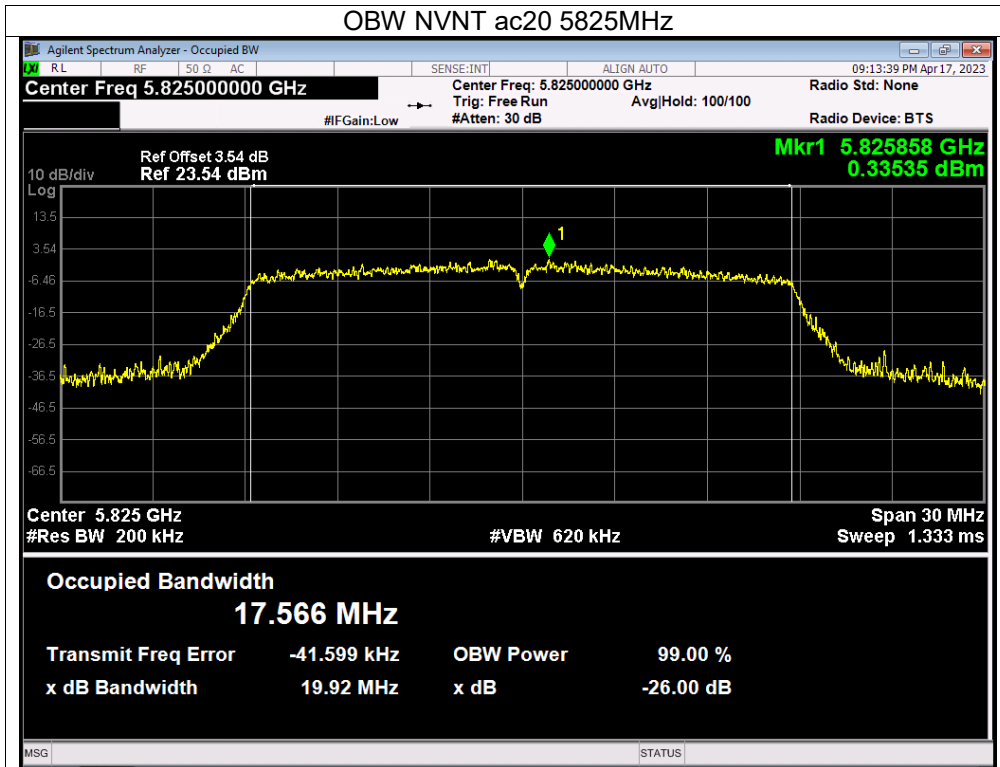 OBW NVNT ac20 5825MHz
Agilent Spectrum Analyzer - Occupied BW
LXI RL RF 50 Ω AC SENSE:INT ALIGN AUTO 09:13:39 PM Apr 17, 2023
Center Freq 5.825000000 GHz Center Freq: 5.825000000 GHz Radio Std: None
Trig: Free Run Avg|Hold: 100/100
#IFGain:Low #Atten: 30 dB Radio Device: BTS
Mkr1 5.825858 GHz
0.33535 dBm
Ref Offset 3.54 dB
10 dB/div Ref 23.54 dBm
Log
13.5
1
3.54
-6.46
-16.5
-26.5
-36.5
-46.5
-56.5
-66.5
Center 5.825 GHz Span 30 MHz
#Res BW 200 kHz #VBW 620 kHz Sweep 1.333 ms
Occupied Bandwidth
17.566 MHz
Transmit Freq Error -41.599 kHz OBW Power 99.00 %
x dB Bandwidth 19.92 MHz x dB -26.00 dB
MSG STATUS